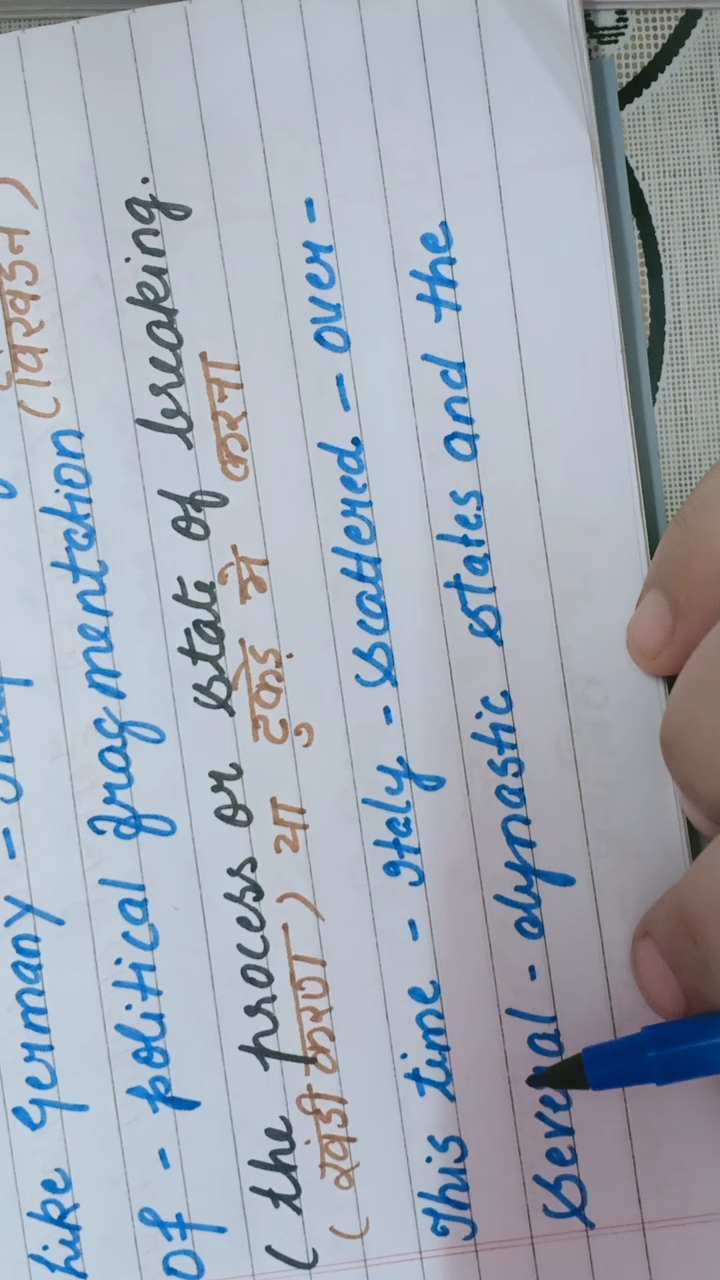 Like Germany -
(विखंडन)
of - political fragmentation
(the process or state of breaking.
(खंडीकरण) या टुकड़े मे करना
This time - Italy - scattered - over -
several - dynastic states and the